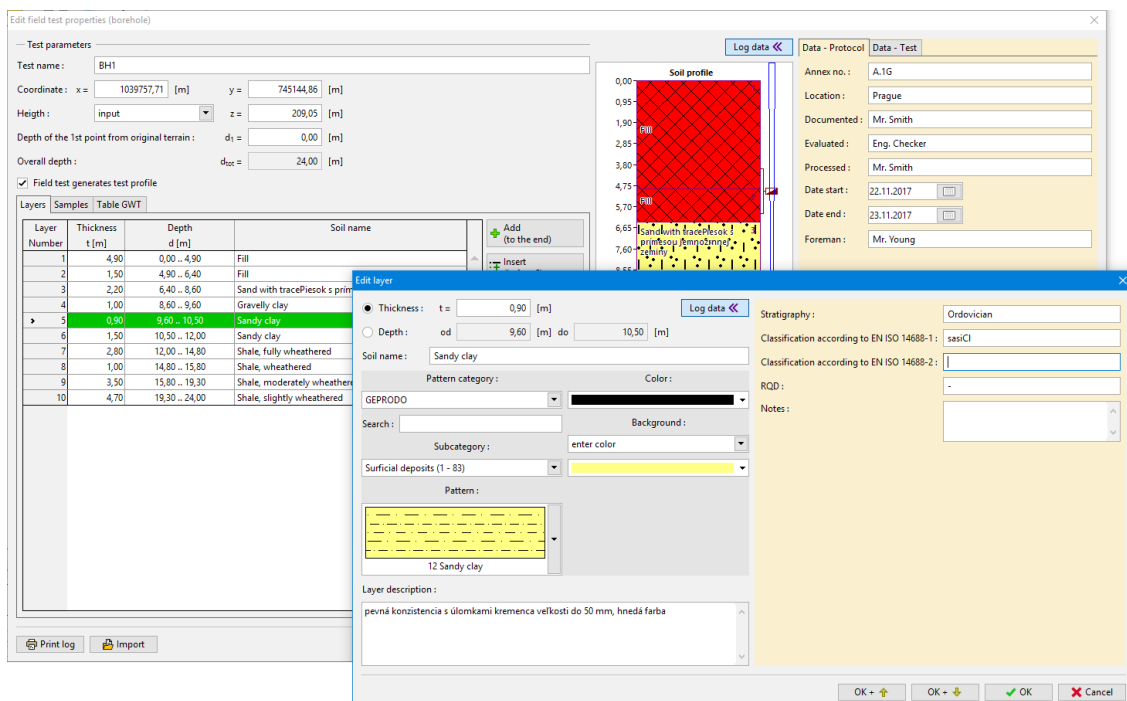 Edit field test properties (borehole)
Test parameters
Test name : BH1
Coordinate : x = 1039757,71 [m] y = 745144,86 [m]
Heigth : input z = 209,05 [m]
Depth of the 1st point from original terrain : d1 = 0,00 [m]
Overall depth : dtot = 24,00 [m]
Field test generates test profile
Layers Samples Table GWT
Layer Number Thickness t [m] Depth d [m] Soil name
1 4,90 0,00 .. 4,90 Fill
2 1,50 4,90 .. 6,40 Fill
3 2,20 6,40 .. 8,60 Sand with tracePiesok s prím
4 1,00 8,60 .. 9,60 Gravelly clay
5 0,90 9,60 .. 10,50 Sandy clay
6 1,50 10,50 .. 12,00 Sandy clay
7 2,80 12,00 .. 14,80 Shale, fully wheathered
8 1,00 14,80 .. 15,80 Shale, wheathered
9 3,50 15,80 .. 19,30 Shale, moderately wheathere
10 4,70 19,30 .. 24,00 Shale, slightly wheathered
Add
(to the end)
Insert
Print log Import
Log data
Soil profile
0,00
0,95
1,90
Fill
2,85
3,80
4,75
Fill
5,70
6,65
Sand with tracePiesok s
prímesou jemnozrnnej
7,60
zeminy
8,55
Data - Protocol Data - Test
Annex no. : A.1G
Location : Prague
Documented : Mr. Smith
Evaluated : Eng. Checker
Processed : Mr. Smith
Date start : 22.11.2017
Date end : 23.11.2017
Foreman : Mr. Young
Edit layer
Thickness : t = 0,90 [m] Log data
Depth : od 9,60 [m] do 10,50 [m]
Soil name : Sandy clay
Pattern category : Color :
GEPRODO
Search : Background :
Subcategory : enter color
Surficial deposits (1 - 83)
Pattern :
12 Sandy clay
Layer description :
pevná konzistencia s úlomkami kremenca veľkosti do 50 mm, hnedá farba
Stratigraphy : Ordovician
Classification according to EN ISO 14688-1 : sasiCl
Classification according to EN ISO 14688-2 :
RQD : -
Notes :
OK + OK + OK Cancel